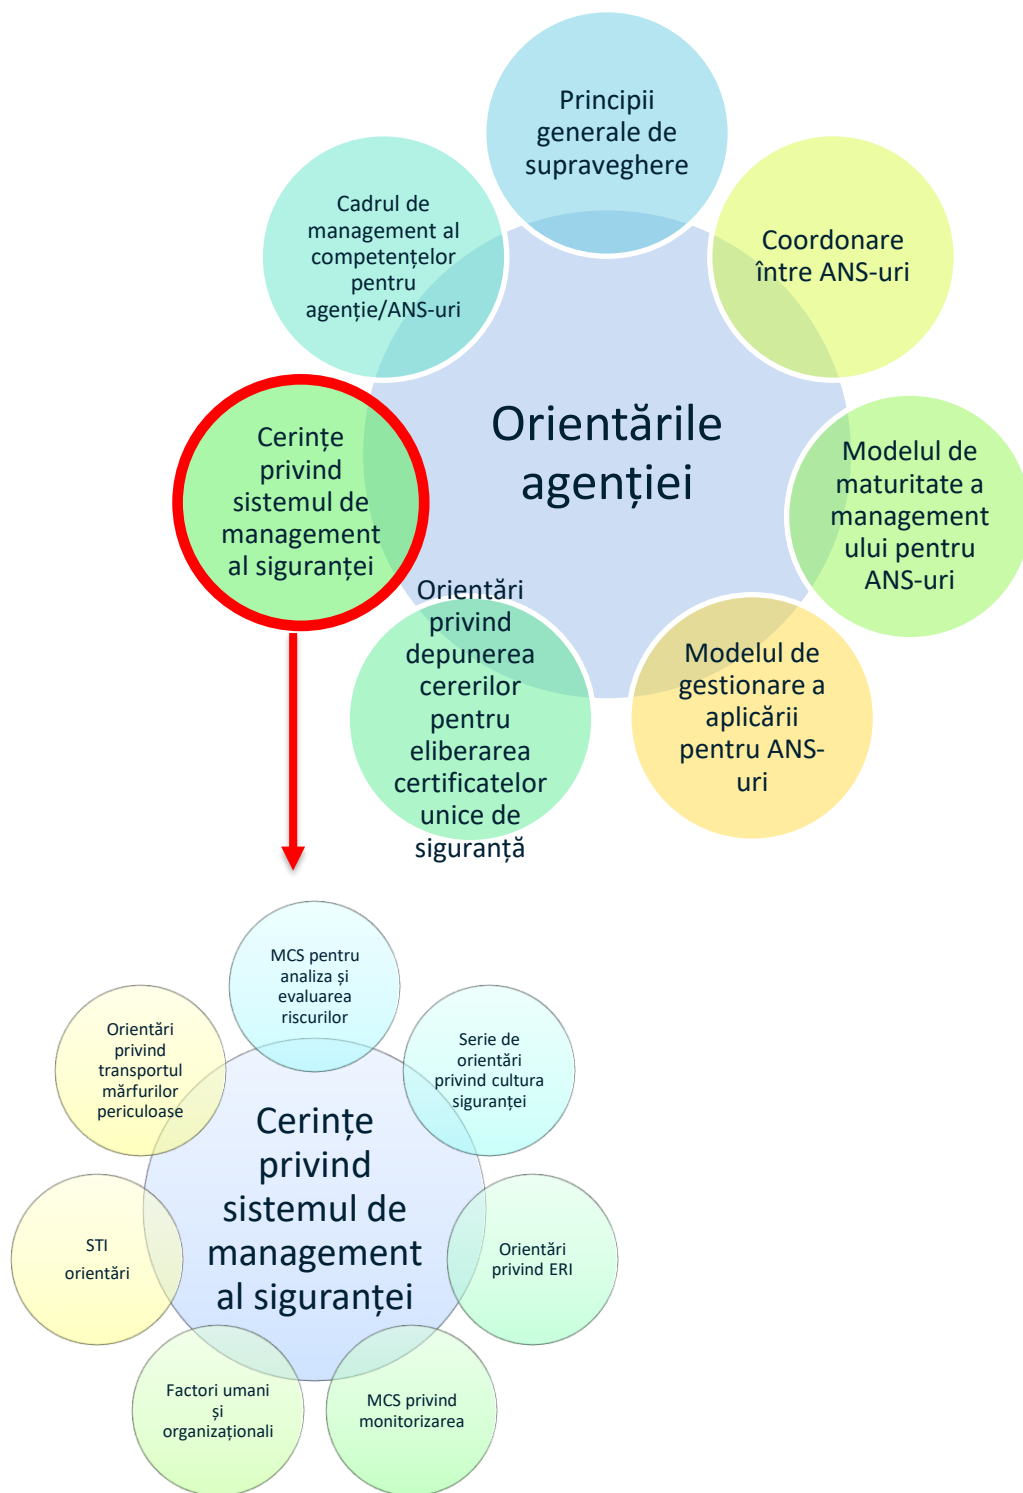 Principii
generale de
supraveghere
Cadrul de
management al
competențelor
pentru
agenție/ANS-uri
Coordonare
între ANS-uri
Orientările
agenției
Cerințe
privind
sistemul de
management
al siguranței
Modelul de
maturitate a
management
ului pentru
ANS-uri
Orientări
privind
depunerea
cererilor
pentru
eliberarea
certificatelor
unice de
siguranță
Modelul de
gestionare a
aplicării
pentru ANS-
uri
MCS pentru
analiza și
evaluarea
riscurilor
Orientări
privind
transportul
mărfurilor
periculoase
Serie de
orientări
privind cultura
siguranței
Cerințe
privind
sistemul de
management
al siguranței
STI
orientări
Orientări
privind ERI
Factori umani
și
organizaționali
MCS privind
monitorizarea